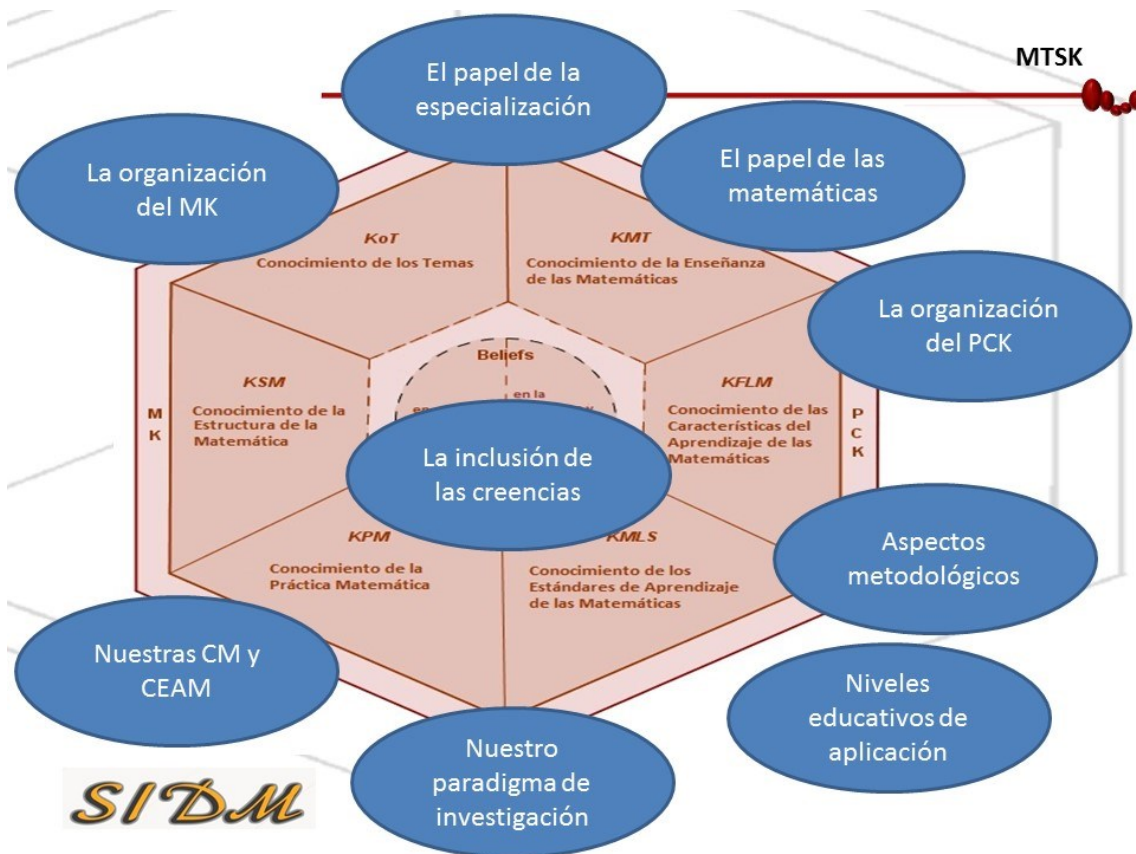 MTSK
El papel de la
especialización
La organización
del MK
El papel de las
matemáticas
KoT
Conocimiento de los Temas
KMT
Conocimiento de la Enseñanza
de las Matemáticas
La organización
del PCK
Beliefs
en la
KSM
Conocimiento de la
Estructura de la
Matemática
MK
KFLM
Conocimiento de las
Características del
Aprendizaje de las
Matemáticas
PCK
La inclusión de
las creencias
KPM
Conocimiento de la
Práctica Matemática
KMLS
Conocimiento de los
Estándares de Aprendizaje
de las Matemáticas
Aspectos
metodológicos
Nuestras CM y
CEAM
Niveles
educativos de
aplicación
Nuestro
paradigma de
investigación
SIDM